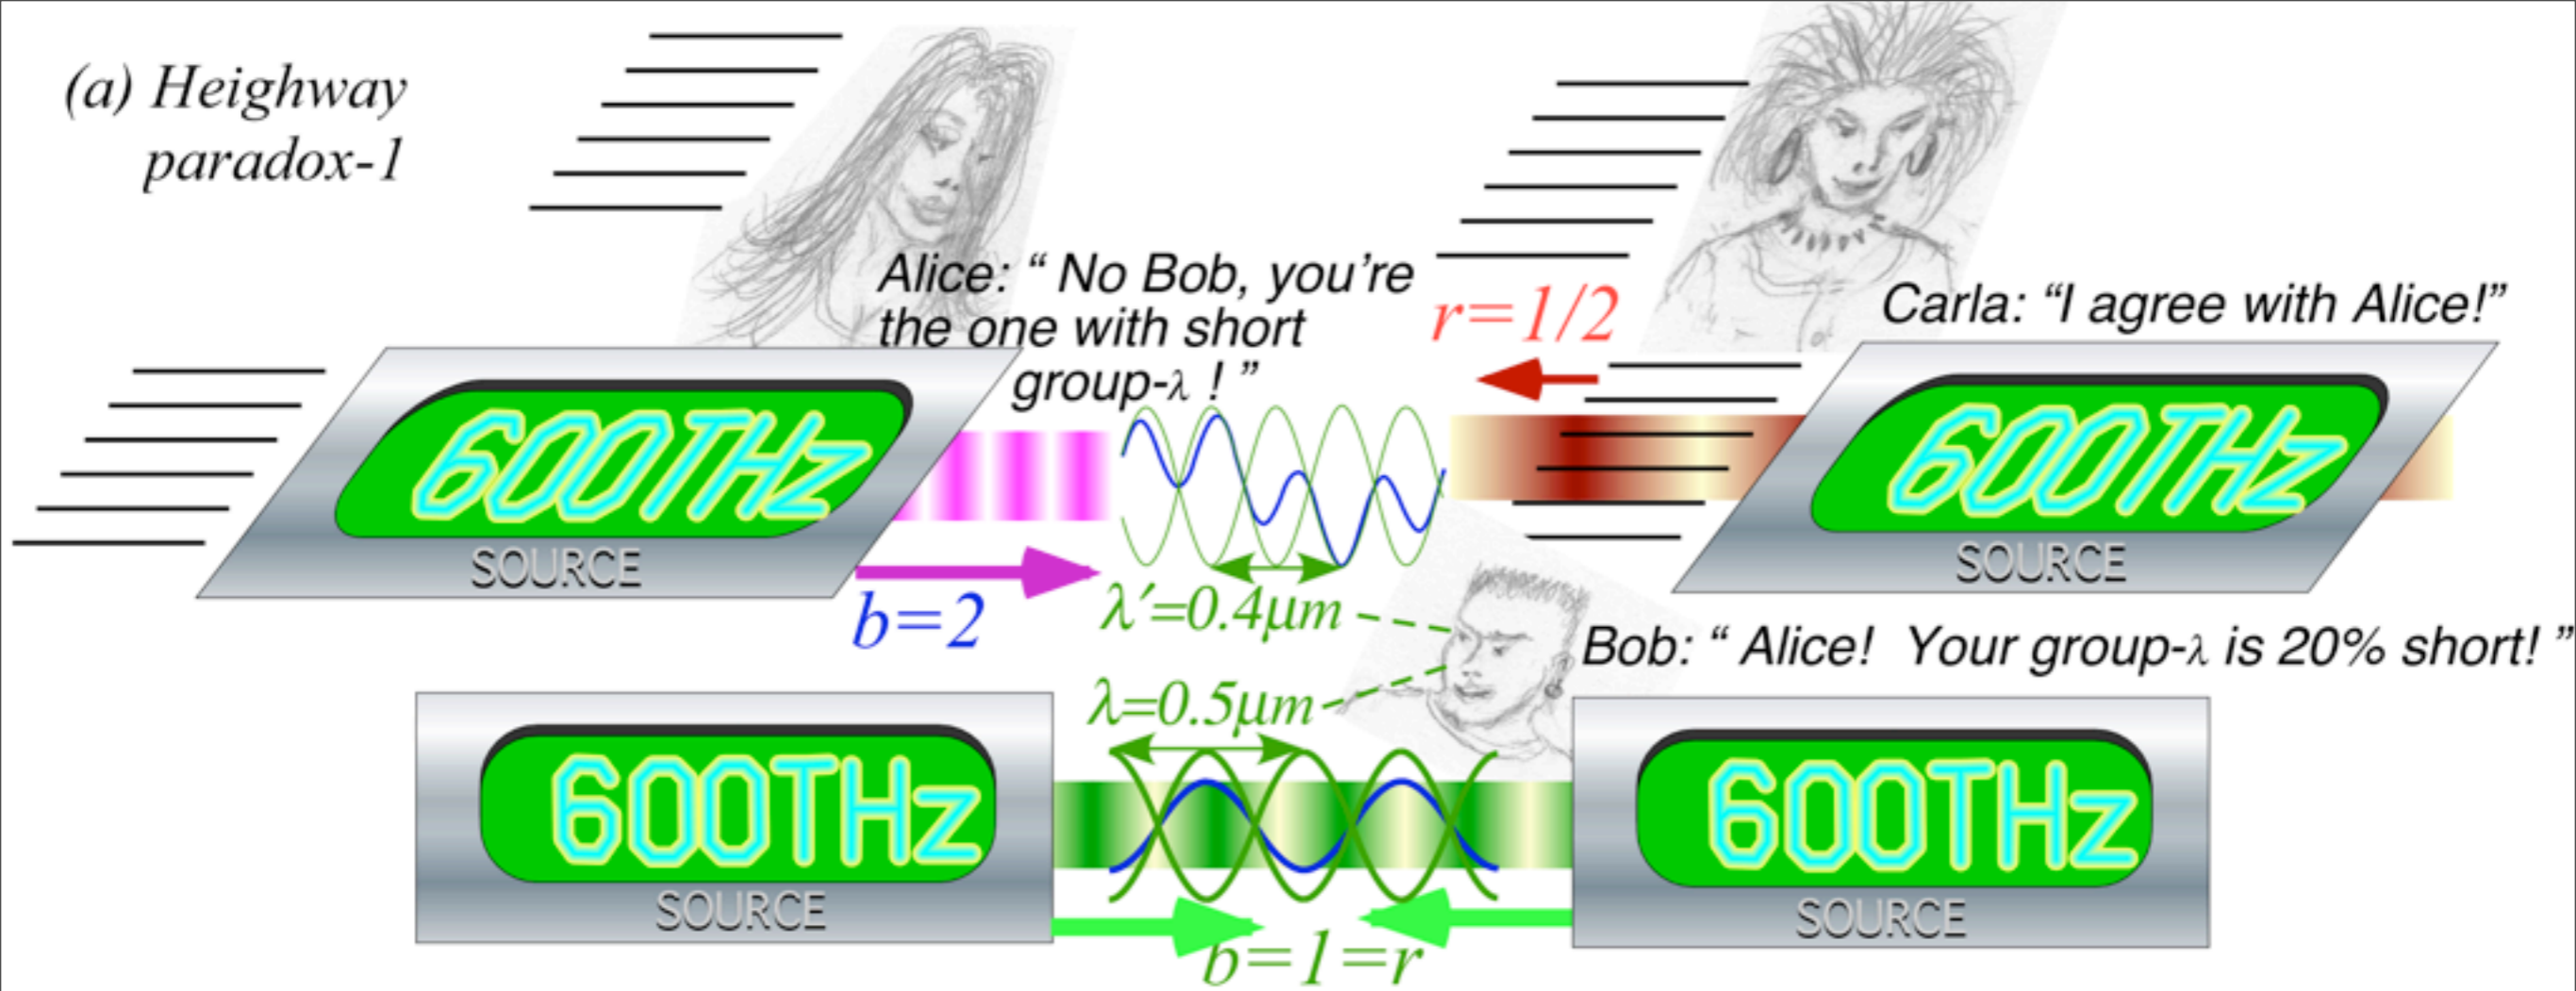 (a) Heighway
paradox-1
Alice: “ No Bob, you’re
the one with short
group-λ ! ”
r=1/2
Carla: “I agree with Alice!”
600THz
SOURCE
600THz
SOURCE
b=2
λ′=0.4μm
Bob: “ Alice!  Your group-λ is 20% short! ”
λ=0.5μm
600THz
SOURCE
600THz
SOURCE
b=1=r